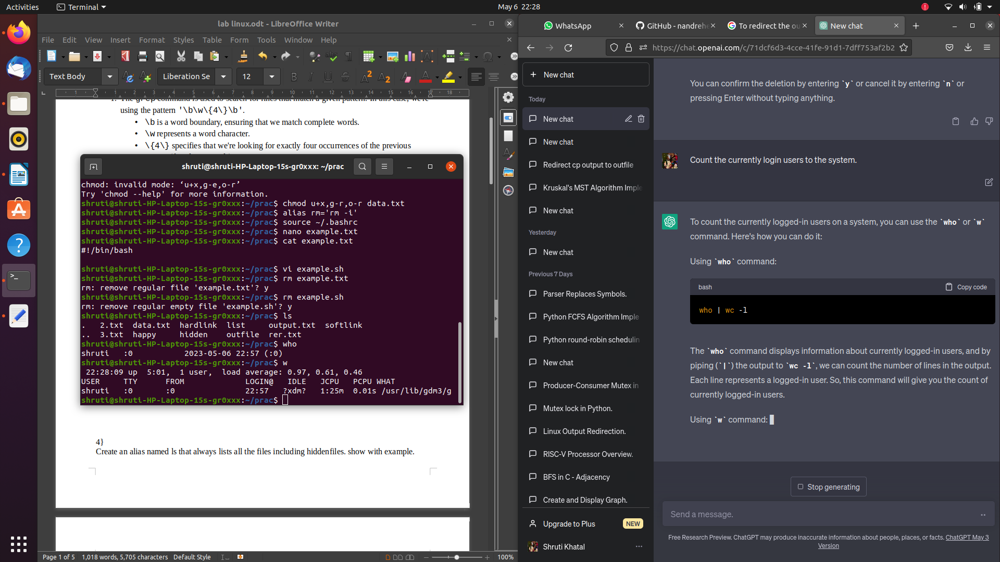 Activities
Terminal
May 6 22:28
lab linux.odt - LibreOffice Writer
File Edit View Insert Format Styles Table Form Tools Window Help
Text Body
Liberation Se
12
1 1 2 3 4 5 6 7 8 9 10 11 12 13 14 15 16 17 18
using the pattern '\b\w\{4\}\b'.
• \b is a word boundary, ensuring that we match complete words.
• \w represents a word character.
• \{4\} specifies that we're looking for exactly four occurrences of the previous
shruti@shruti-HP-Laptop-15s-gr0xxx: ~/prac
chmod: invalid mode: ‘u+x,g-e,o-r’
Try 'chmod --help' for more information.
shruti@shruti-HP-Laptop-15s-gr0xxx:~/prac$ chmod u+x,g-r,o-r data.txt
shruti@shruti-HP-Laptop-15s-gr0xxx:~/prac$ alias rm='rm -i'
shruti@shruti-HP-Laptop-15s-gr0xxx:~/prac$ source ~/.bashrc
shruti@shruti-HP-Laptop-15s-gr0xxx:~/prac$ nano example.txt
shruti@shruti-HP-Laptop-15s-gr0xxx:~/prac$ cat example.txt
#!/bin/bash
shruti@shruti-HP-Laptop-15s-gr0xxx:~/prac$ vi example.sh
shruti@shruti-HP-Laptop-15s-gr0xxx:~/prac$ rm example.txt
rm: remove regular file 'example.txt'? y
shruti@shruti-HP-Laptop-15s-gr0xxx:~/prac$ rm example.sh
rm: remove regular empty file 'example.sh'? y
shruti@shruti-HP-Laptop-15s-gr0xxx:~/prac$ ls
. 2.txt data.txt hardlink list output.txt softlink
.. 3.txt happy hidden outfile rer.txt
shruti@shruti-HP-Laptop-15s-gr0xxx:~/prac$ who
shruti :0 2023-05-06 22:57 (:0)
shruti@shruti-HP-Laptop-15s-gr0xxx:~/prac$ w
22:28:09 up 5:01, 1 user, load average: 0.97, 0.61, 0.46
USER TTY FROM LOGIN@ IDLE JCPU PCPU WHAT
shruti :0 :0 22:57 ?xdm? 1:25m 0.01s /usr/lib/gdm3/g
shruti@shruti-HP-Laptop-15s-gr0xxx:~/prac$
4}
Create an alias named ls that always lists all the files including hiddenfiles. show with example.
Page 1 of 5 1,018 words, 5,705 characters Default Style 100%
WhatsApp
GitHub - nandrehe
To redirect the ou
New chat
https://chat.openai.com/c/71dcf6d3-4cce-41fe-91d1-7dff753af2b2
New chat
Today
New chat
New chat
Redirect cp output to outfile
Kruskal's MST Algorithm Imple
New chat
Yesterday
New chat
Previous 7 Days
Parser Replaces Symbols.
Python FCFS Algorithm Imple
Python round-robin schedulin
New chat
Producer-Consumer Mutex in
Mutex lock in Python.
Linux Output Redirection.
RISC-V Processor Overview.
BFS in C - Adjacency
Create and Display Graph.
Upgrade to Plus NEW
Shruti Khatal
You can confirm the deletion by entering `y` or cancel it by entering `n` or
pressing Enter without typing anything.
Count the currently login users to the system.
To count the currently logged-in users on a system, you can use the `who` or `w`
command. Here's how you can do it:
Using `who` command:
bash Copy code
who | wc -l
The `who` command displays information about currently logged-in users, and by
piping (`|`) the output to `wc -l`, we can count the number of lines in the output.
Each line represents a logged-in user. So, this command will give you the count of
currently logged-in users.
Using `w` command:
Stop generating
Send a message.
Free Research Preview. ChatGPT may produce inaccurate information about people, places, or facts. ChatGPT May 3
Version